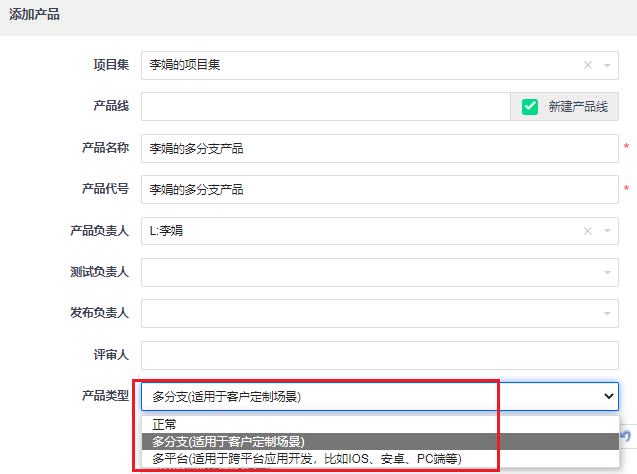 添加产品
项目集 李娟的项目集
产品线 新建产品线
产品名称 李娟的多分支产品 *
产品代号 李娟的多分支产品 *
产品负责人 L:李娟
测试负责人
发布负责人
评审人
产品类型 多分支(适用于客户定制场景)
正常
多分支(适用于客户定制场景)
多平台(适用于跨平台应用开发，比如IOS、安卓、PC端等)